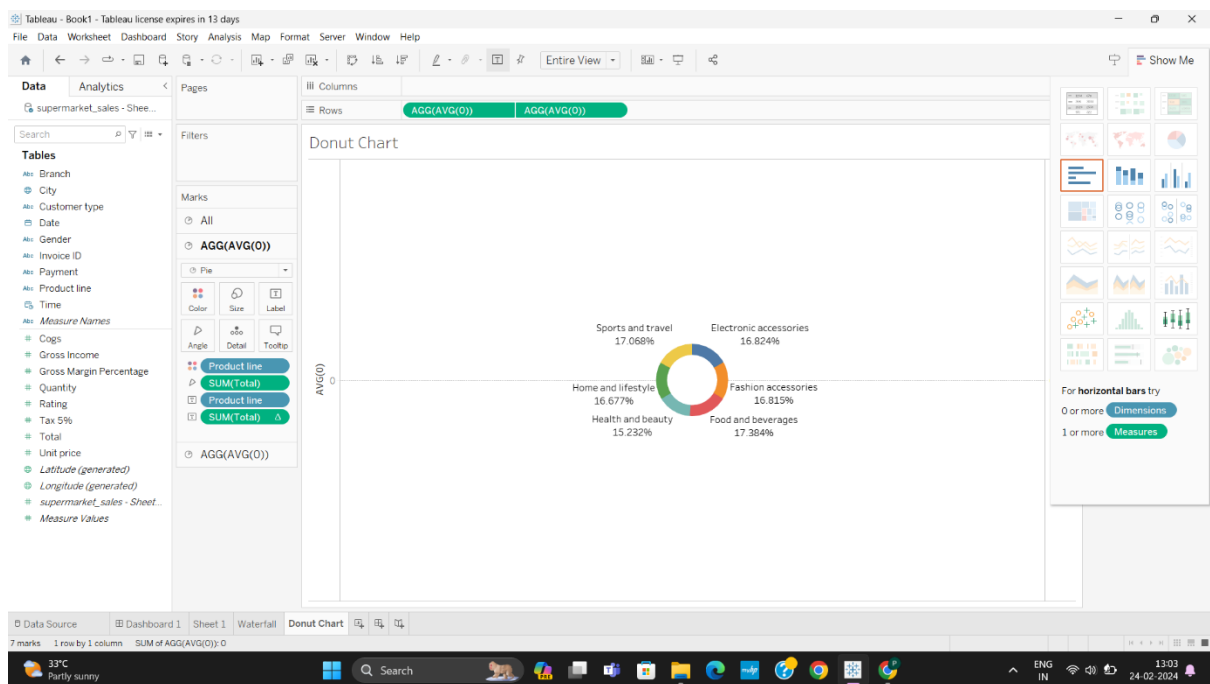 Tableau - Book1 - Tableau license expires in 13 days
File Data Worksheet Dashboard Story Analysis Map Format Server Window Help
Entire View
Show Me
Data Analytics
supermarket_sales - Shee...
Search
Tables
Abc Branch
City
Abc Customer type
Date
Abc Gender
Abc Invoice ID
Abc Payment
Abc Product line
Time
Abc Measure Names
# Cogs
# Gross Income
# Gross Margin Percentage
# Quantity
# Rating
# Tax 5%
# Total
# Unit price
Latitude (generated)
Longitude (generated)
# supermarket_sales - Sheet...
# Measure Values
Pages
Filters
Marks
All
AGG(AVG(0))
Pie
Color Size Label
Angle Detail Tooltip
Product line
SUM(Total)
Product line
SUM(Total) Δ
AGG(AVG(0))
Columns
Rows AGG(AVG(0)) AGG(AVG(0))
Donut Chart
AVG(0)
0
Sports and travel
17.068%
Electronic accessories
16.824%
Home and lifestyle
16.677%
Fashion accessories
16.815%
Health and beauty
15.232%
Food and beverages
17.384%
For horizontal bars try
0 or more Dimensions
1 or more Measures
Data Source Dashboard 1 Sheet 1 Waterfall Donut Chart
7 marks 1 row by 1 column SUM of AGG(AVG(0)): 0
33°C
Partly sunny
Search
ENG
IN
13:03
24-02-2024